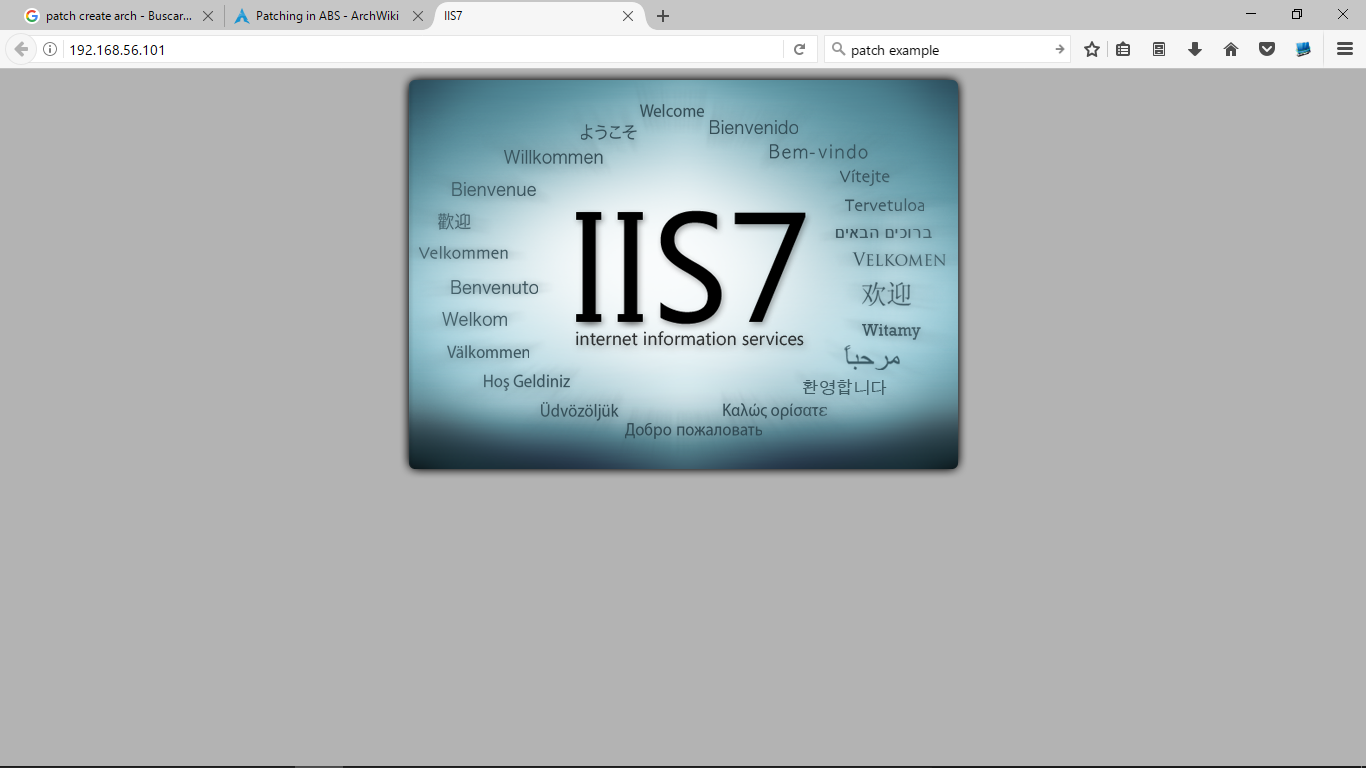 patch create arch - Buscar...
Patching in ABS - ArchWiki
IIS7
192.168.56.101
patch example
Welcome
ようこそ
Bienvenido
Willkommen
Bem-vindo
Vítejte
Bienvenue
Tervetuloa
歡迎
ברוכים הבאים
Velkommen
VELKOMEN
Benvenuto
欢迎
Welkom
Witamy
Välkommen
مرحباً
Hoş Geldiniz
환영합니다
Üdvözöljük
Καλώς ορίσατε
Добро пожаловать
IIS7
internet information services